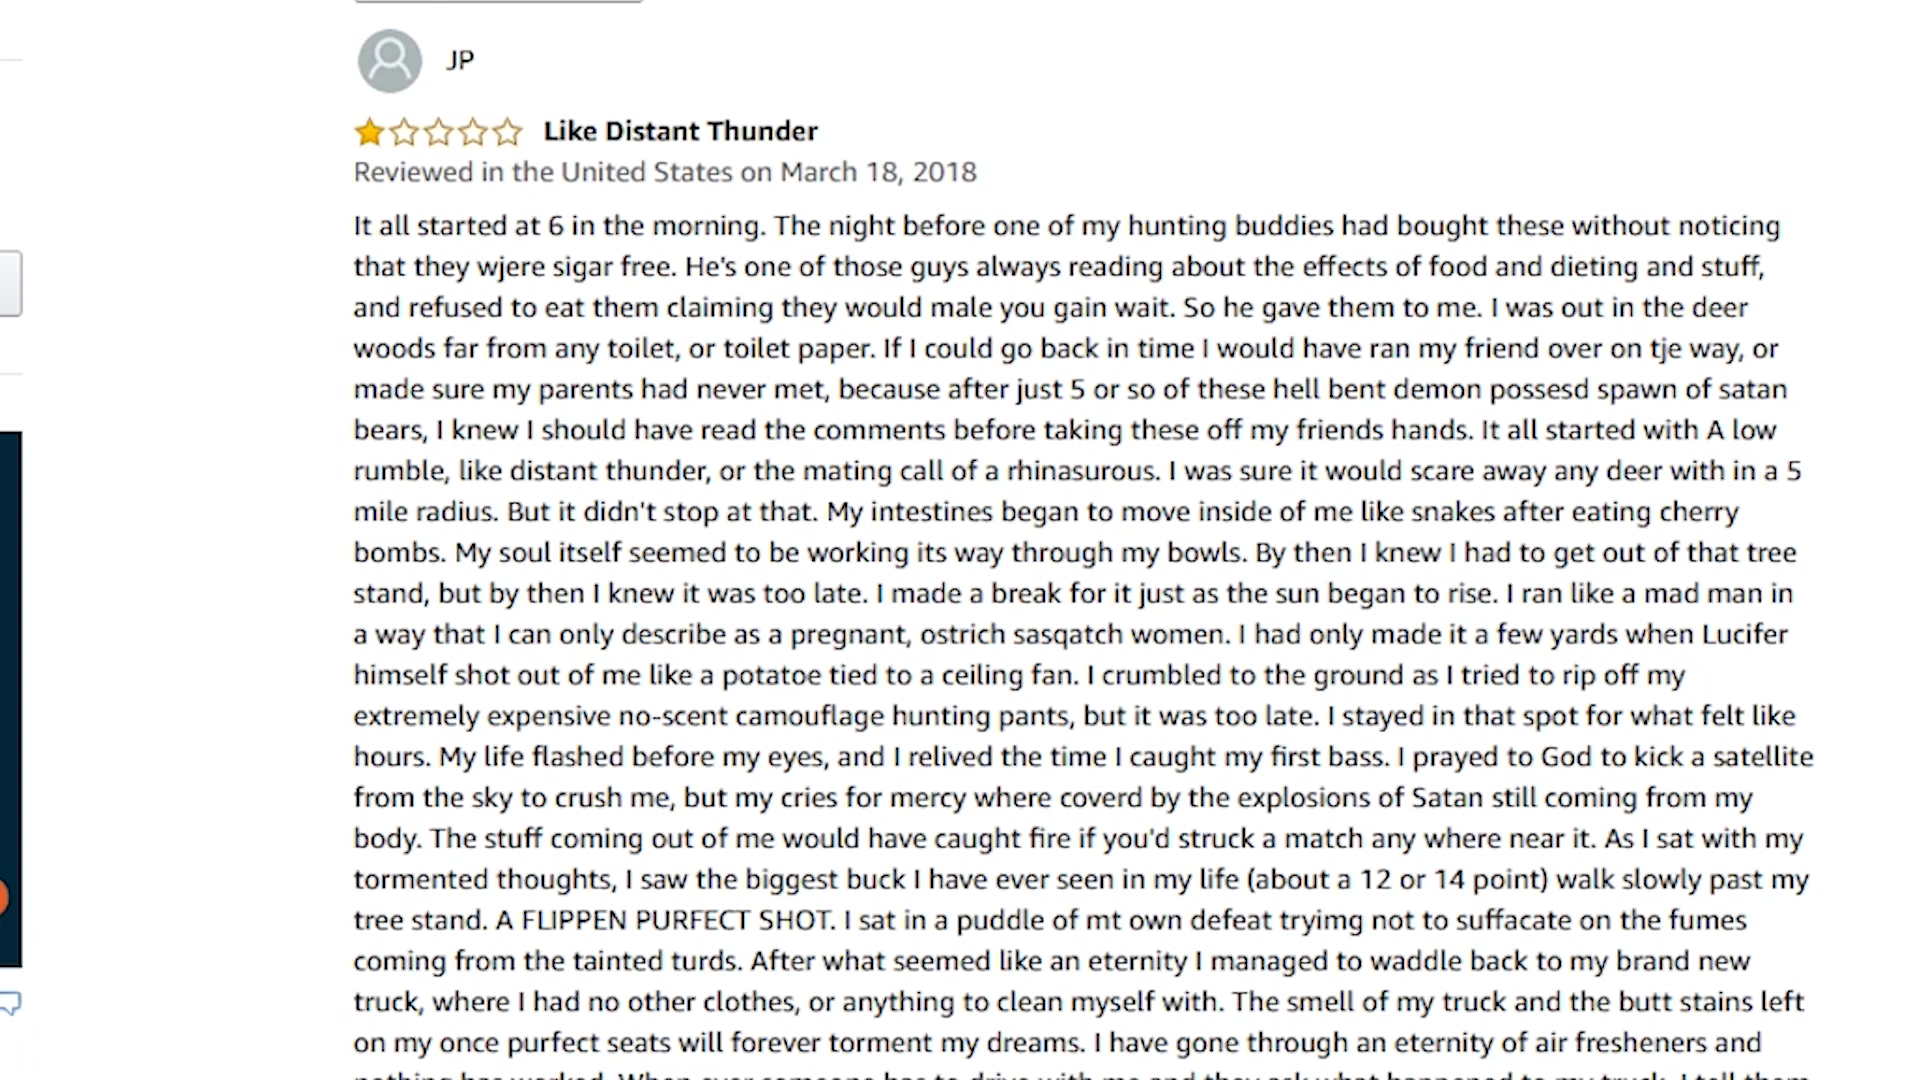 JP
Like Distant Thunder
Reviewed in the United States on March 18, 2018
It all started at 6 in the morning. The night before one of my hunting buddies had bought these without noticing
that they wjere sigar free. He's one of those guys always reading about the effects of food and dieting and stuff,
and refused to eat them claiming they would male you gain wait. So he gave them to me. I was out in the deer
woods far from any toilet, or toilet paper. If I could go back in time I would have ran my friend over on tje way, or
made sure my parents had never met, because after just 5 or so of these hell bent demon possesd spawn of satan
bears, I knew I should have read the comments before taking these off my friends hands. It all started with A low
rumble, like distant thunder, or the mating call of a rhinasurous. I was sure it would scare away any deer with in a 5
mile radius. But it didn't stop at that. My intestines began to move inside of me like snakes after eating cherry
bombs. My soul itself seemed to be working its way through my bowls. By then I knew I had to get out of that tree
stand, but by then I knew it was too late. I made a break for it just as the sun began to rise. I ran like a mad man in
a way that I can only describe as a pregnant, ostrich sasqatch women. I had only made it a few yards when Lucifer
himself shot out of me like a potatoe tied to a ceiling fan. I crumbled to the ground as I tried to rip off my
extremely expensive no-scent camouflage hunting pants, but it was too late. I stayed in that spot for what felt like
hours. My life flashed before my eyes, and I relived the time I caught my first bass. I prayed to God to kick a satellite
from the sky to crush me, but my cries for mercy where coverd by the explosions of Satan still coming from my
body. The stuff coming out of me would have caught fire if you'd struck a match any where near it. As I sat with my
tormented thoughts, I saw the biggest buck I have ever seen in my life (about a 12 or 14 point) walk slowly past my
tree stand. A FLIPPEN PURFECT SHOT. I sat in a puddle of mt own defeat tryimg not to suffacate on the fumes
coming from the tainted turds. After what seemed like an eternity I managed to waddle back to my brand new
truck, where I had no other clothes, or anything to clean myself with. The smell of my truck and the butt stains left
on my once purfect seats will forever torment my dreams. I have gone through an eternity of air fresheners and